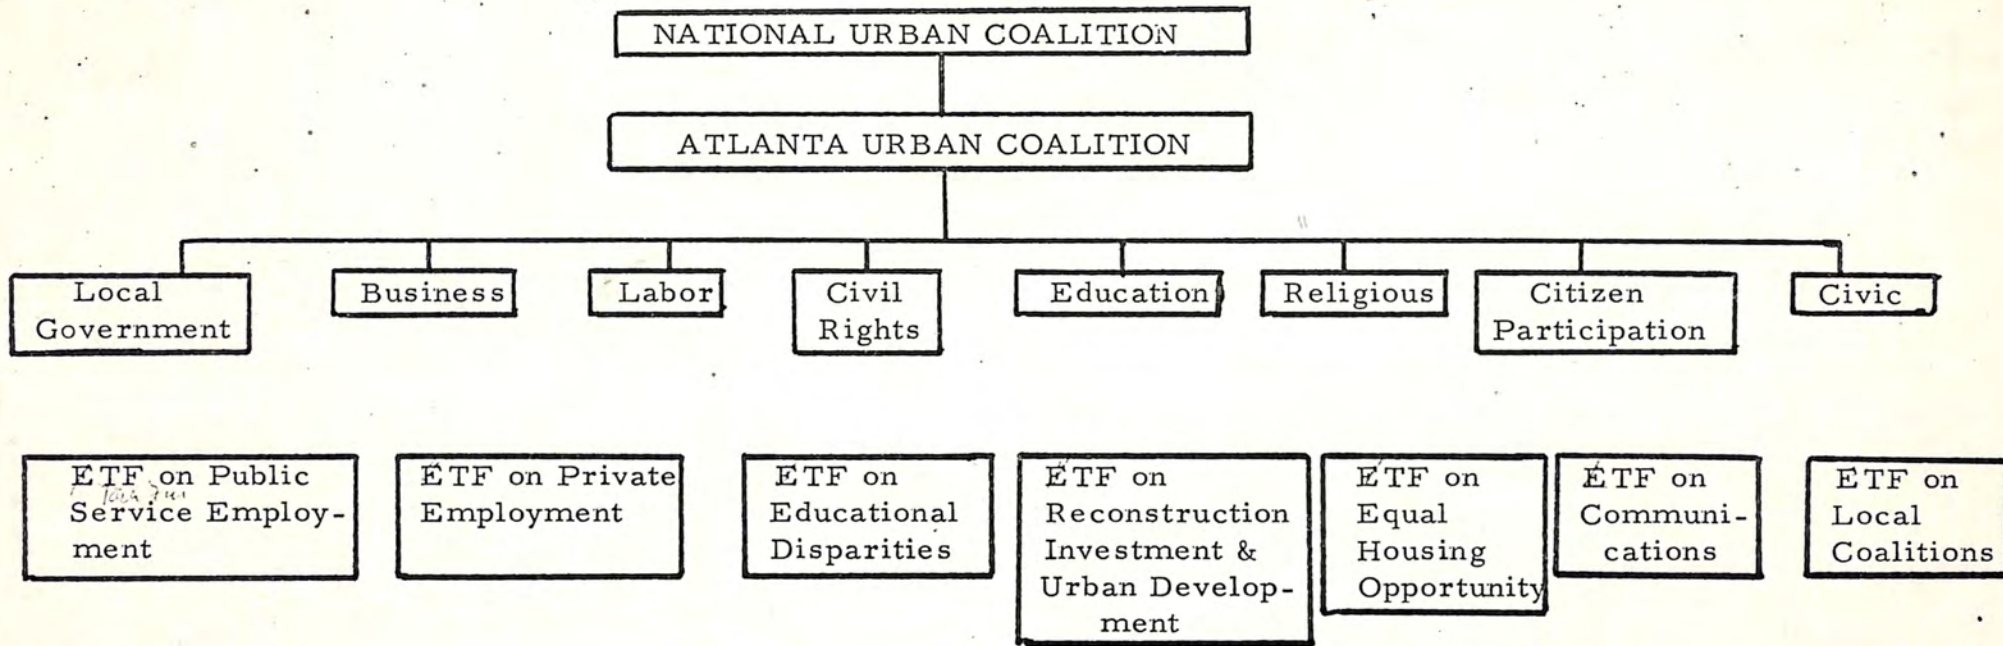 NATIONAL URBAN COALITION
ATLANTA URBAN COALITION
Local
Government
Business
Labor
Civil
Rights
Education
Religious
Citizen
Participation
Civic
ETF on Public
Service Employ-
ment
ETF on Private
Employment
ETF on
Educational
Disparities
ETF on
Reconstruction
Investment &
Urban Develop-
ment
ETF on
Equal
Housing
Opportunity
ETF on
Communi-
cations
ETF on
Local
Coalitions